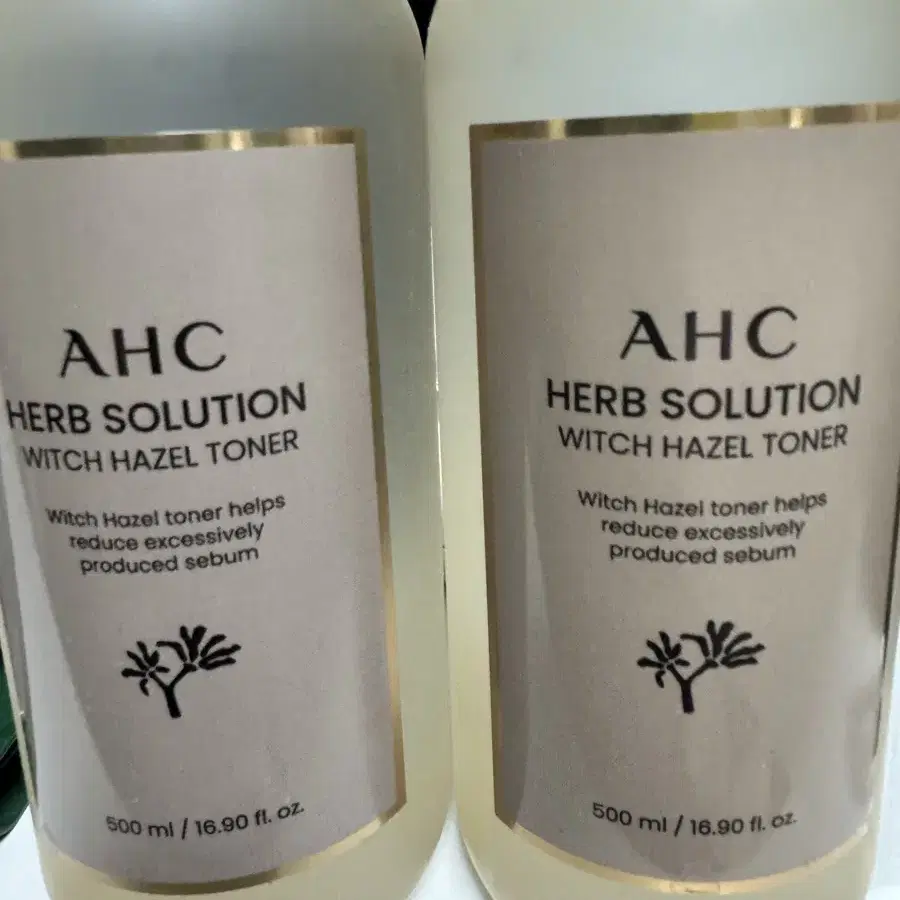 AHC
HERB SOLUTION
WITCH HAZEL TONER
Witch Hazel toner helps
reduce excessively
produced sebum
500 ml / 16.90 fl. oz.
AHC
HERB SOLUTION
WITCH HAZEL TONER
Witch Hazel toner helps
reduce excessively
produced sebum
500 ml / 16.90 fl. oz.